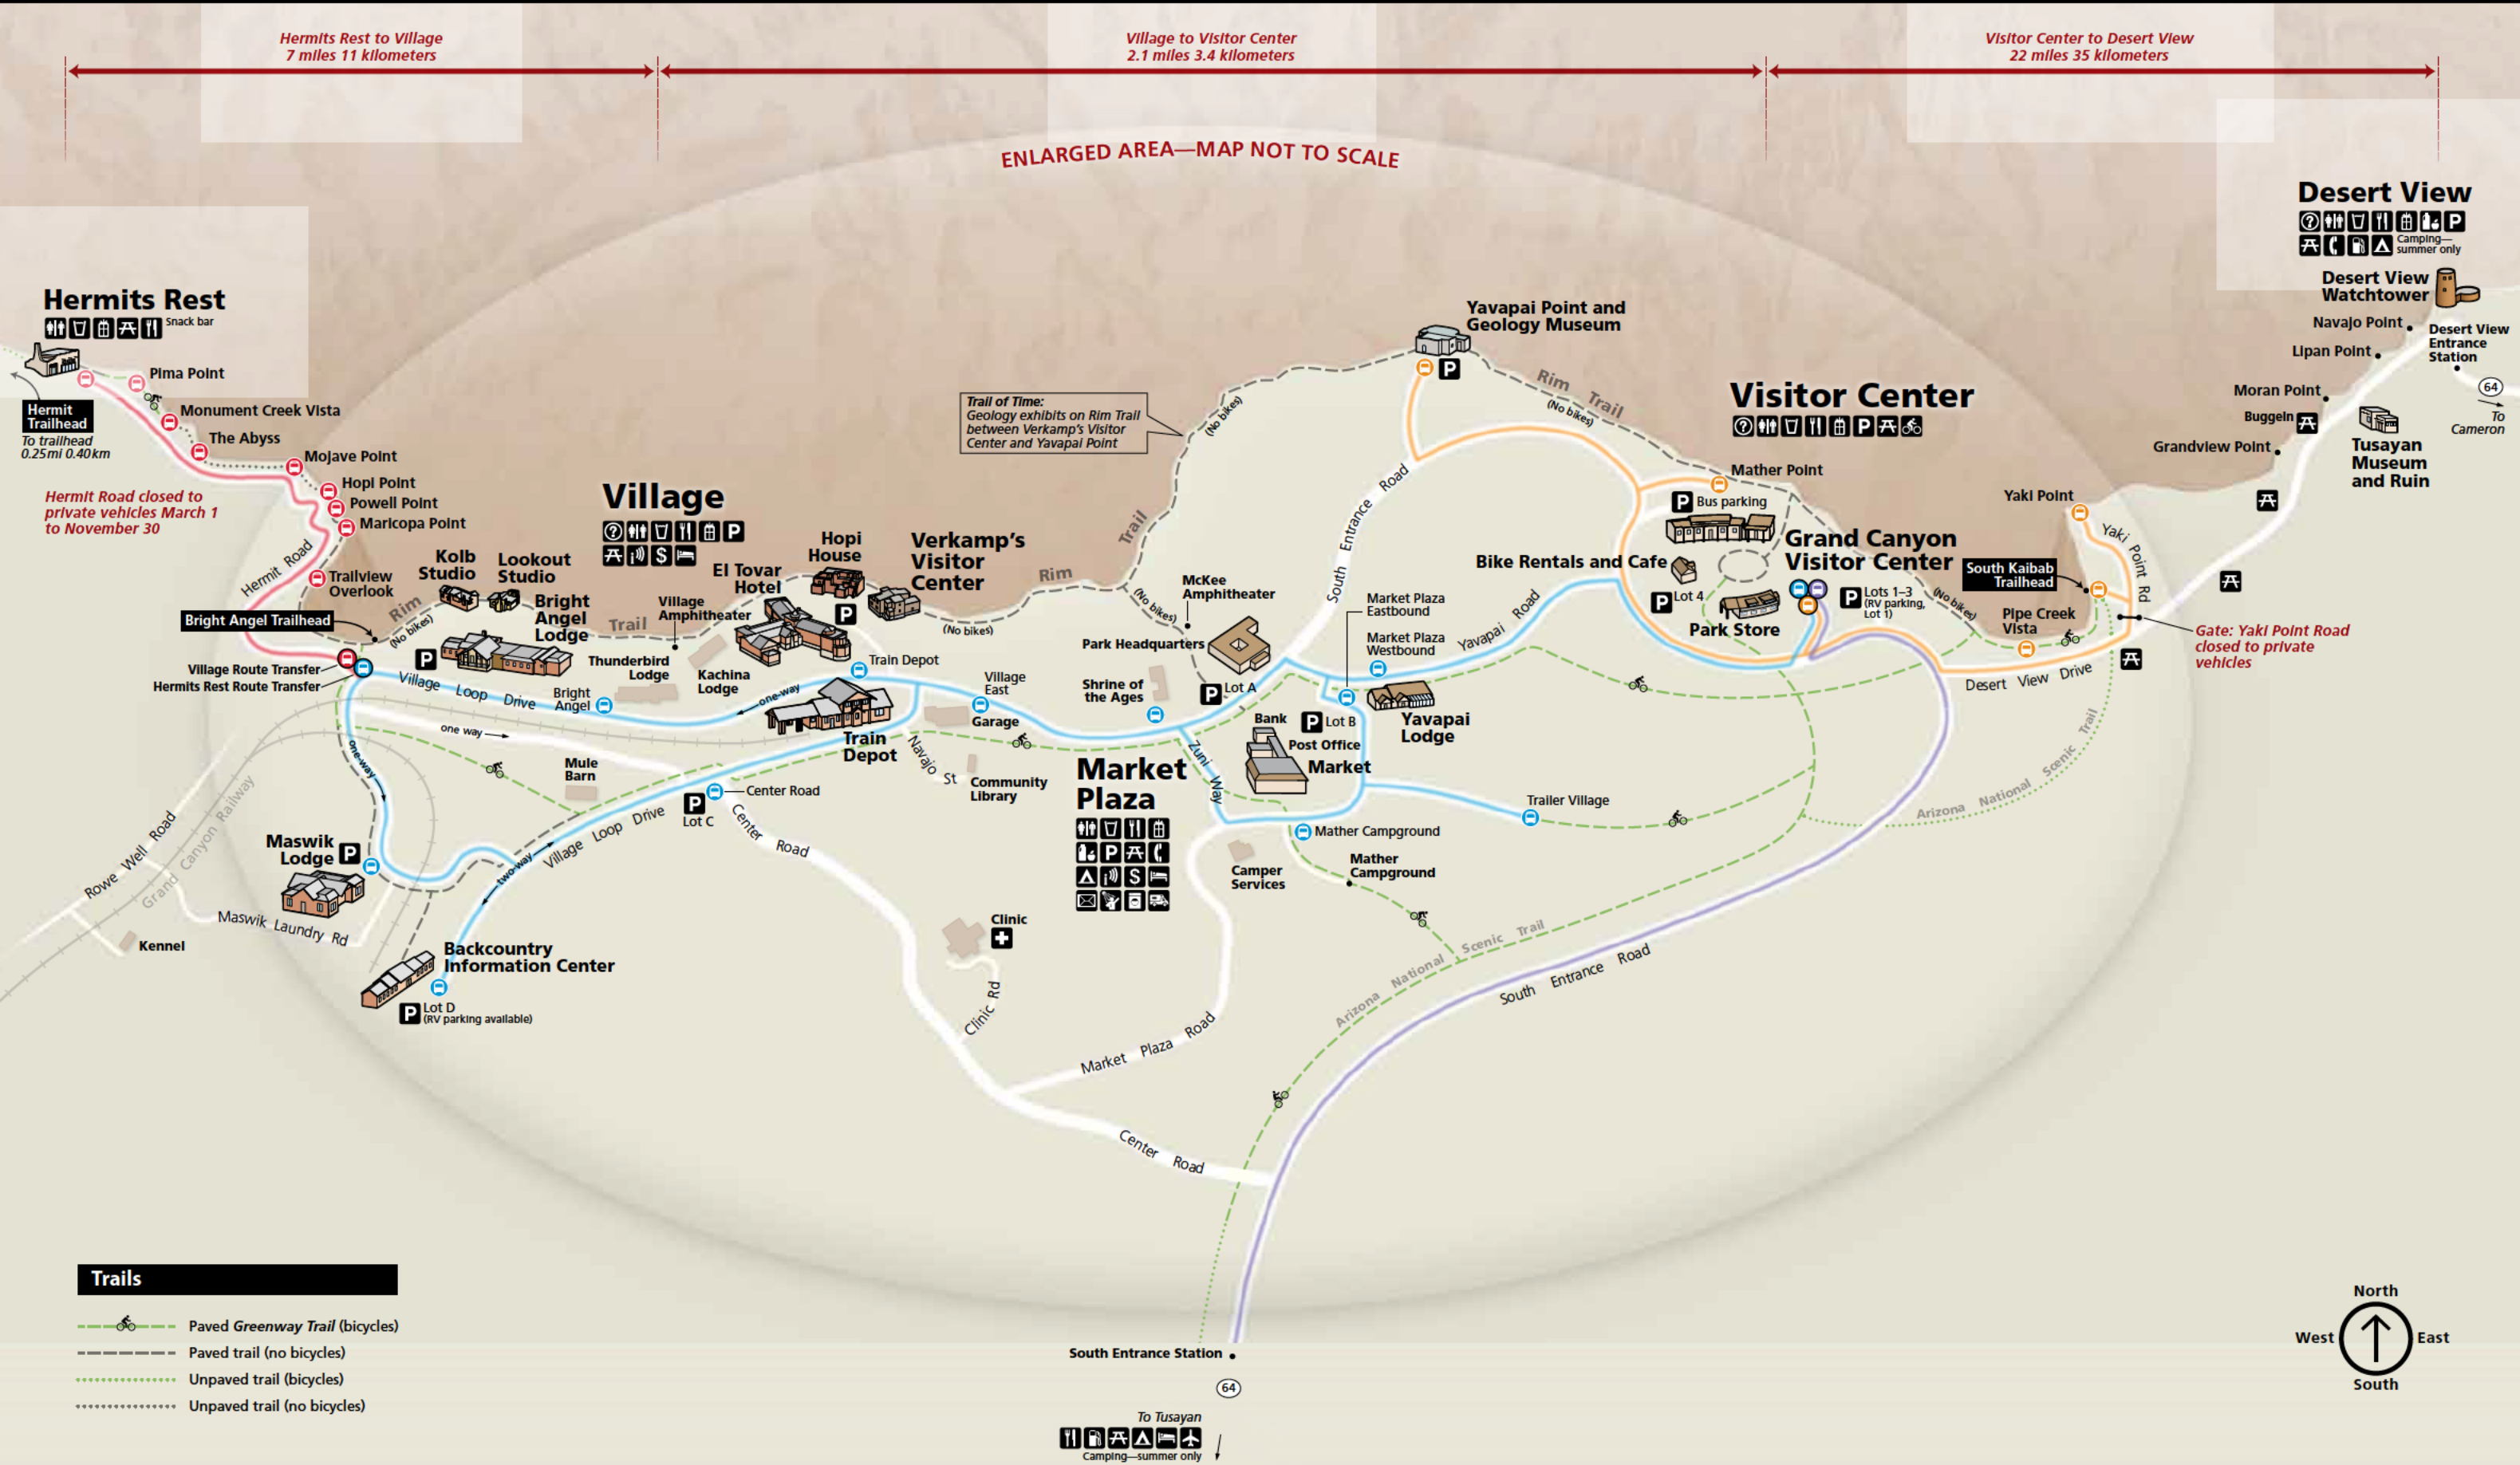 Hermits Rest to Village
7 miles 11 kilometers
Village to Visitor Center
2.1 miles 3.4 kilometers
Visitor Center to Desert View
22 miles 35 kilometers
ENLARGED AREA—MAP NOT TO SCALE
Desert View
P
Camping—
summer only
Desert View
Watchtower
Navajo Point
Desert View
Entrance
Station
Lipan Point
64
To
Cameron
Moran Point
Buggeln
Grandview Point
Tusayan
Museum
and Ruin
Hermits Rest
Snack bar
Hermit
Trailhead
To trailhead
0.25mi 0.40km
Pima Point
Monument Creek Vista
The Abyss
Mojave Point
Hopi Point
Powell Point
Maricopa Point
Hermit Road closed to
private vehicles March 1
to November 30
Hermit Road
Trailview
Overlook
Bright Angel Trailhead
Village Route Transfer
Hermits Rest Route Transfer
Rim
(No bikes)
Kolb
Studio
Lookout
Studio
Bright
Angel
Lodge
P
Village
P
$
Trail
Village
Amphitheater
El Tovar
Hotel
Hopi
House
P
Verkamp's
Visitor
Center
(No bikes)
Rim
Trail
(No bikes)
Trail of Time:
Geology exhibits on Rim Trail
between Verkamp's Visitor
Center and Yavapai Point
Yavapai Point and
Geology Museum
P
Rim Trail
(No bikes)
Visitor Center
P
Mather Point
P Bus parking
Grand Canyon
Visitor Center
Bike Rentals and Cafe
P Lot 4
Park Store
P Lots 1–3
(RV parking,
Lot 1)
(No bikes)
South Kaibab
Trailhead
Yaki Point
Yaki Point Rd
Pipe Creek
Vista
Gate: Yaki Point Road
closed to private
vehicles
Desert View Drive
Arizona National Scenic Trail
South Entrance Road
McKee
Amphitheater
(No bikes)
Park Headquarters
Market Plaza
Eastbound
Market Plaza
Westbound
Yavapai Road
Shrine of
the Ages
P Lot A
Bank
P Lot B
Post Office
Market
Yavapai
Lodge
Thunderbird
Lodge
Kachina
Lodge
Train Depot
Village
East
Garage
Village Loop Drive
Bright
Angel
one-way
Train
Depot
one way
one-way
Navajo St
Community
Library
Mule
Barn
Center Road
P
Lot C
Village Loop Drive
two-way
Center Road
Market
Plaza
P
$
Zuni Way
Trailer Village
Mather Campground
Mather
Campground
Camper
Services
Rowe Well Road
Grand Canyon Railway
Maswik
Lodge
P
Maswik Laundry Rd
Kennel
Backcountry
Information Center
P Lot D
(RV parking available)
Clinic
Clinic Rd
Market Plaza Road
Arizona National Scenic Trail
South Entrance Road
Center Road
South Entrance Station
64
To Tusayan
Camping—summer only
Trails
Paved Greenway Trail (bicycles)
Paved trail (no bicycles)
Unpaved trail (bicycles)
Unpaved trail (no bicycles)
North
West
East
South